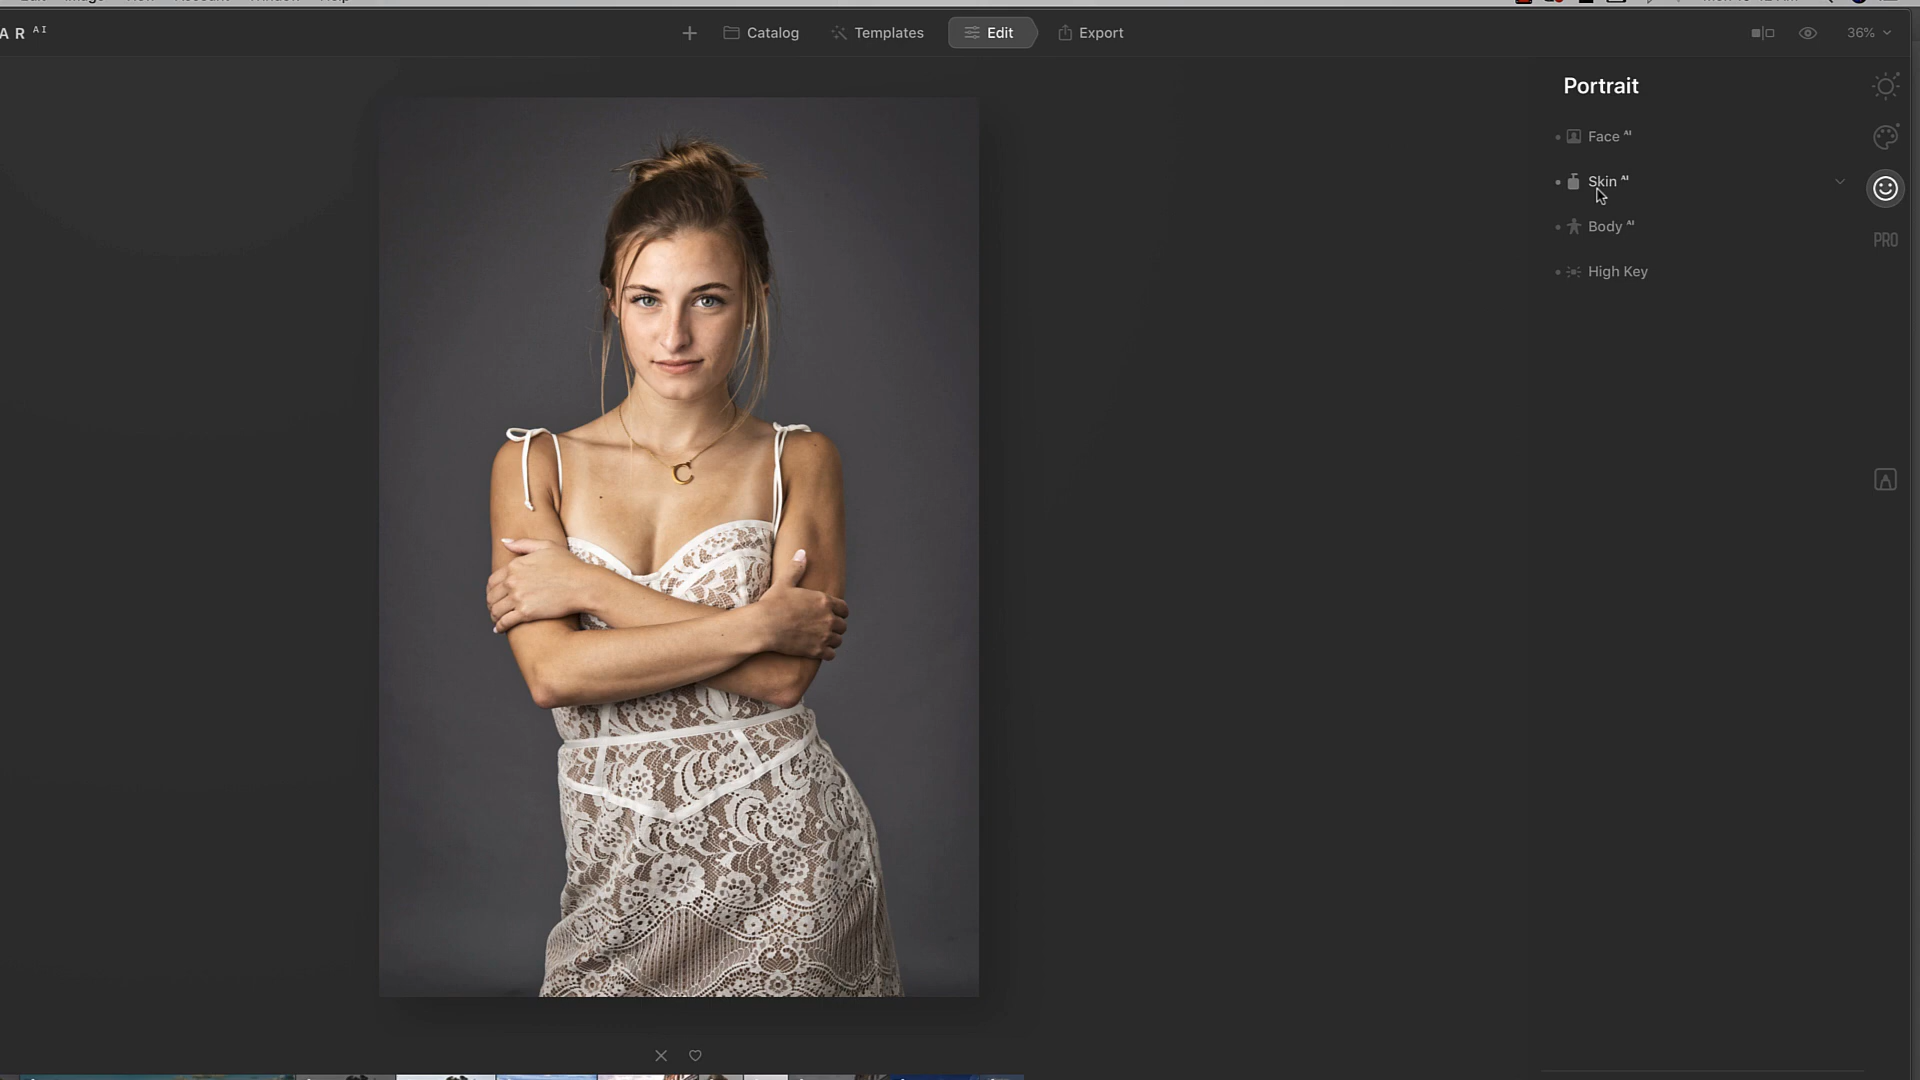 A R AI
Catalog
Templates
Edit
Export
36%
Portrait
Face AI
Skin AI
Body AI
High Key
PRO
C